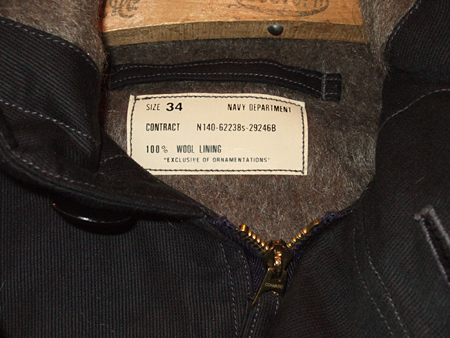 SIZE 34 NAVY DEPARTMENT
CONTRACT N140-62238s-29246B
100% WOOL LINING
"EXCLUSIVE OF ORNAMENTATIONS"